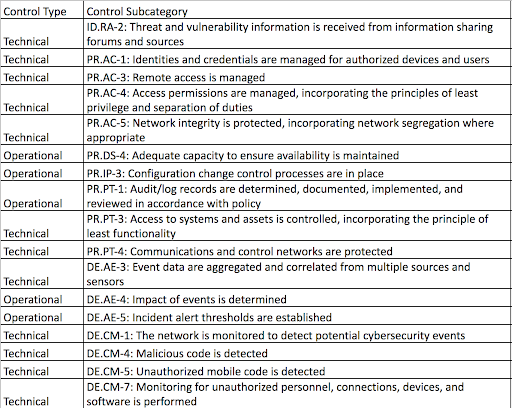 Control Type Control Subcategory
ID.RA-2: Threat and vulnerability information is received from information sharing
Technical forums and sources
Technical PR.AC-1: Identities and credentials are managed for authorized devices and users
Technical PR.AC-3: Remote access is managed
PR.AC-4: Access permissions are managed, incorporating the principles of least
Technical privilege and separation of duties
PR.AC-5: Network integrity is protected, incorporating network segregation where
Technical appropriate
Operational PR.DS-4: Adequate capacity to ensure availability is maintained
Operational PR.IP-3: Configuration change control processes are in place
PR.PT-1: Audit/log records are determined, documented, implemented, and
Operational reviewed in accordance with policy
PR.PT-3: Access to systems and assets is controlled, incorporating the principle of
Technical least functionality
Technical PR.PT-4: Communications and control networks are protected
DE.AE-3: Event data are aggregated and correlated from multiple sources and
Technical sensors
Operational DE.AE-4: Impact of events is determined
Operational DE.AE-5: Incident alert thresholds are established
Technical DE.CM-1: The network is monitored to detect potential cybersecurity events
Technical DE.CM-4: Malicious code is detected
Technical DE.CM-5: Unauthorized mobile code is detected
DE.CM-7: Monitoring for unauthorized personnel, connections, devices, and
Technical software is performed